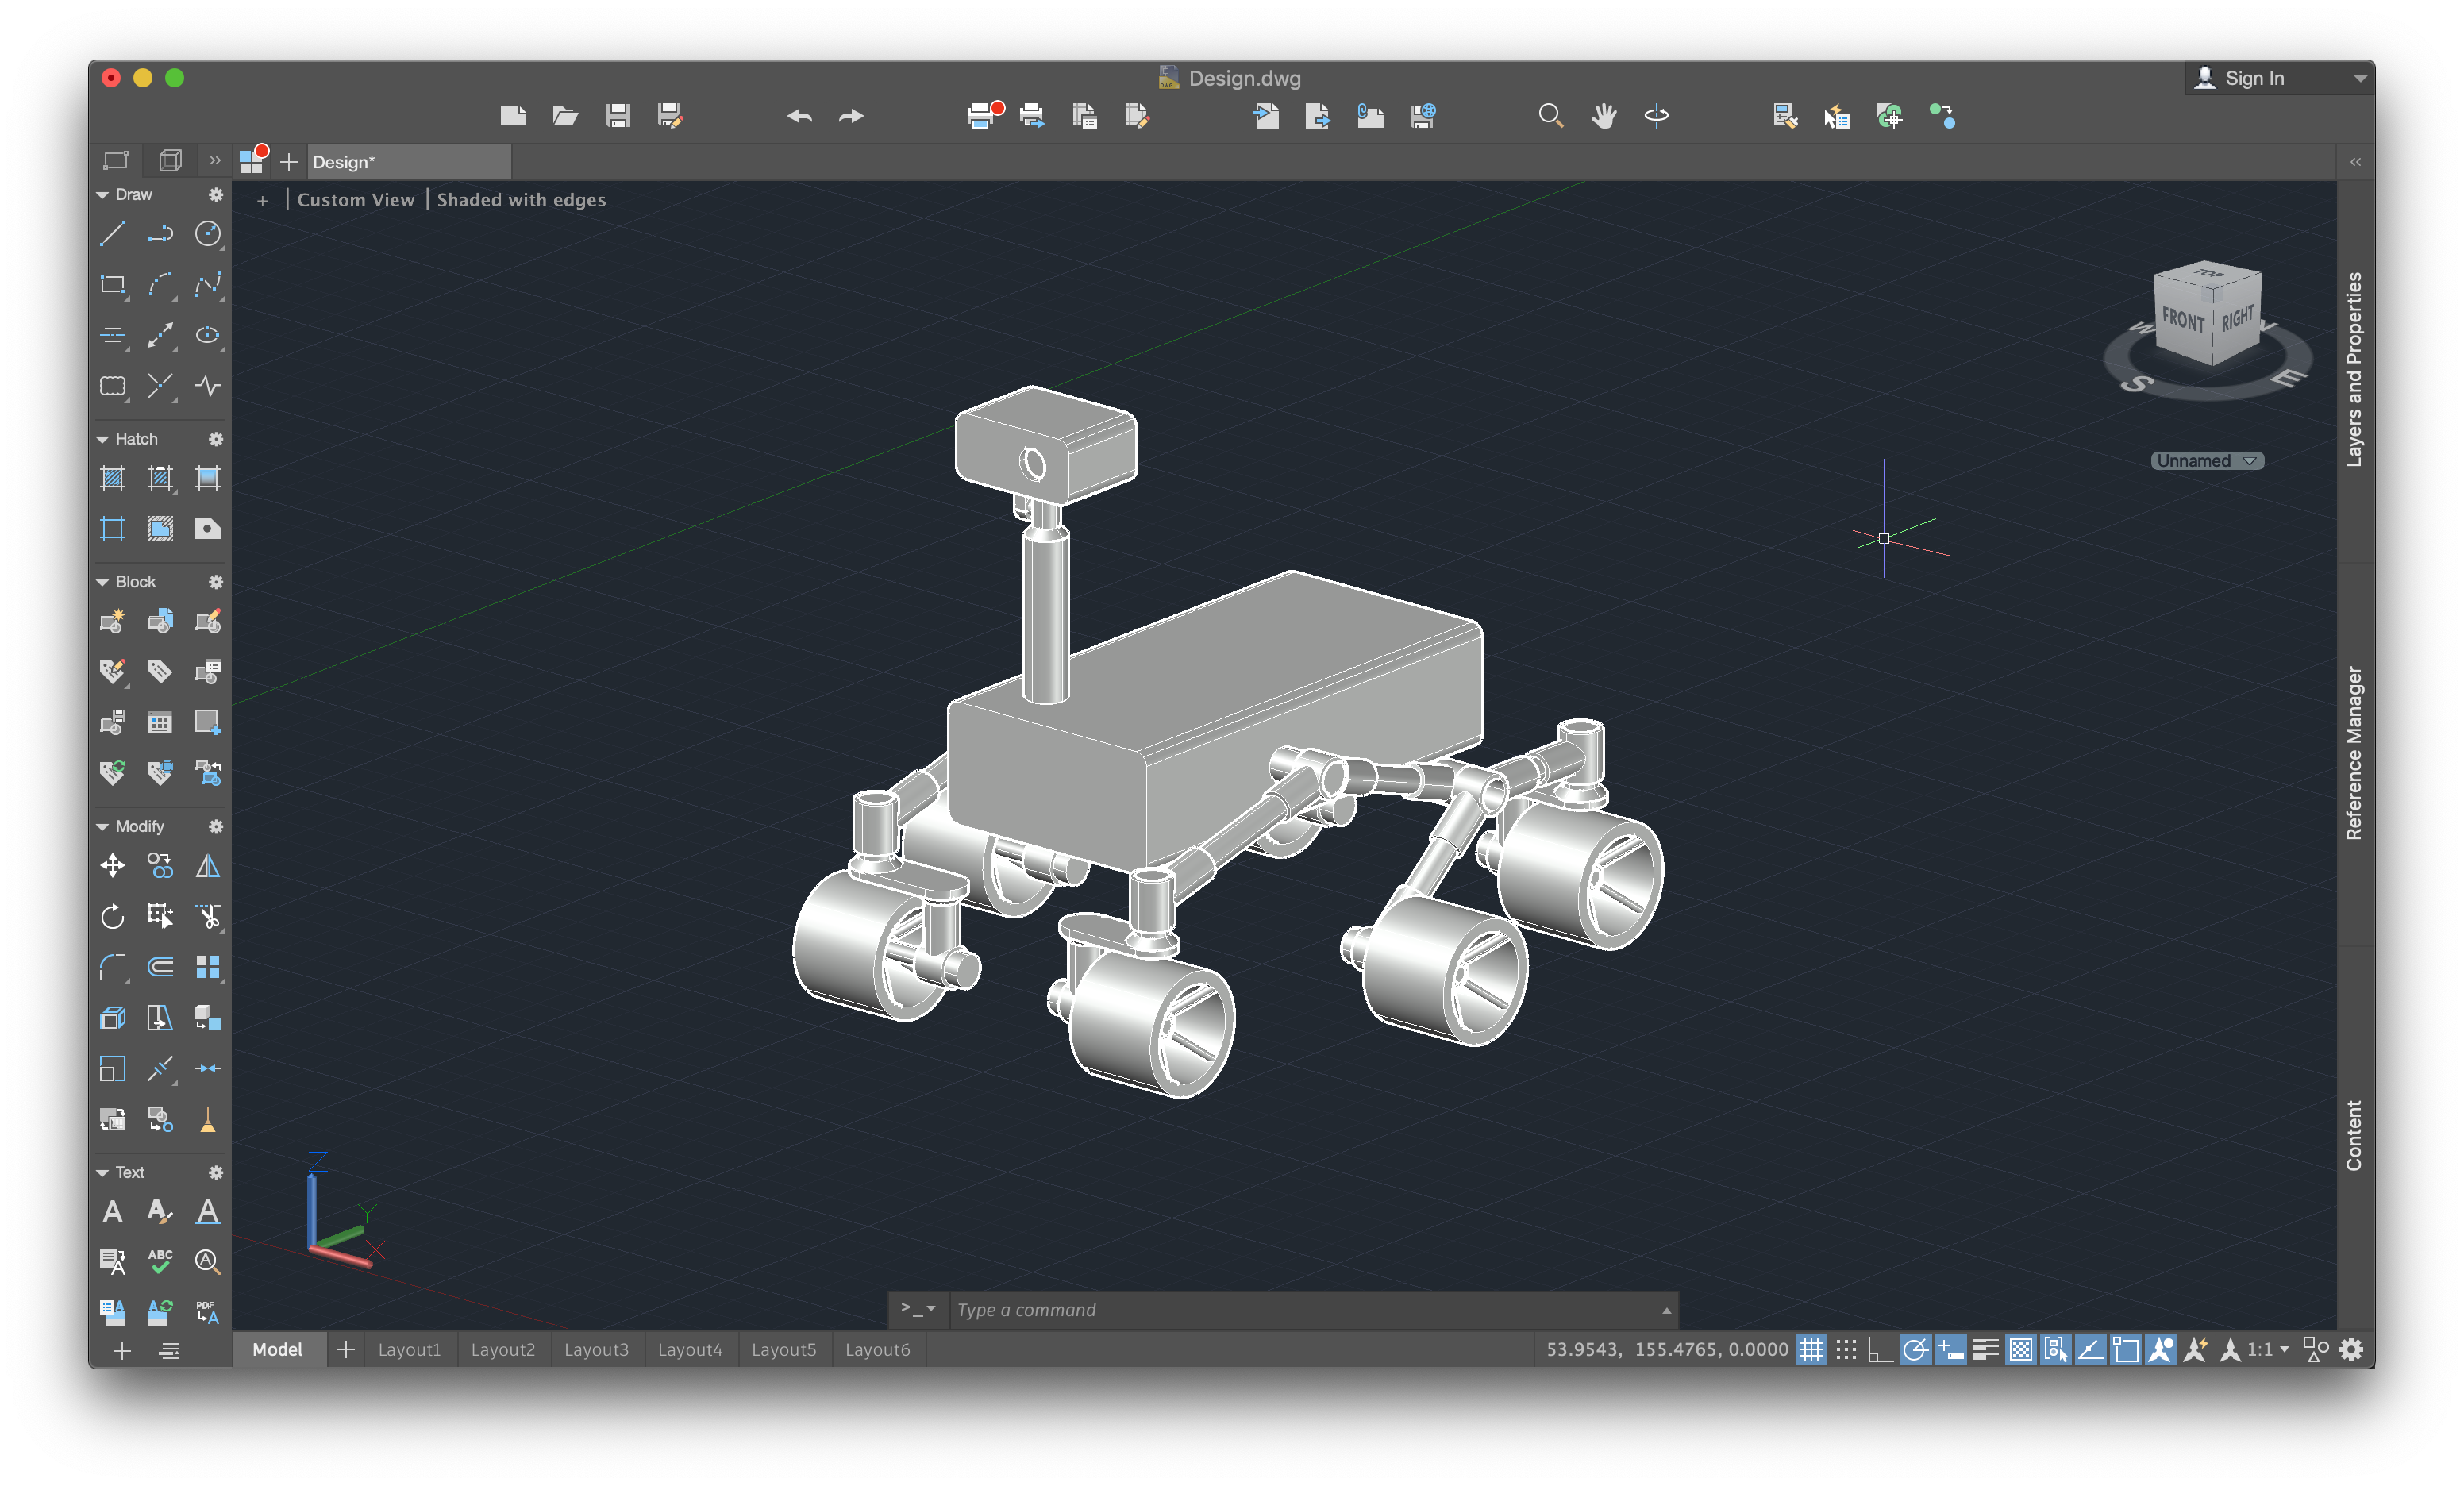 Design.dwg
Sign In
Design*
Draw
+ | Custom View | Shaded with edges
TOP
FRONT
RIGHT
W
N
S
E
Unnamed
Hatch
Block
Modify
Text
A
A
A
A
ABC
A
A
A
PDF
A
Layers and Properties
Reference Manager
Content
Z
Y
X
>_
Type a command
Model
Layout1
Layout2
Layout3
Layout4
Layout5
Layout6
53.9543, 155.4765, 0.0000
1:1